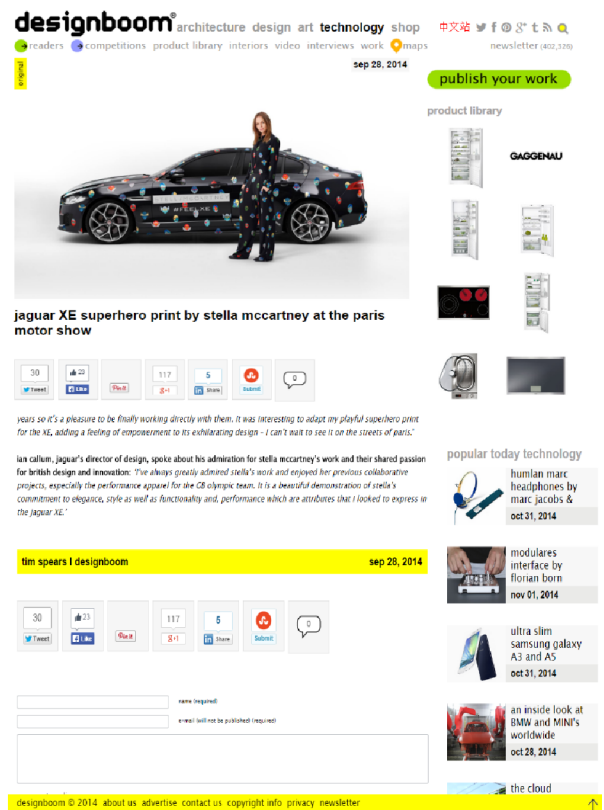 designboom®
architecture design art technology shop 中文站
readers competitions product library interiors video interviews work maps newsletter (402,326)
original
sep 28, 2014
publish your work
product library
GAGGENAU
#FEELXE
jaguar XE superhero print by stella mccartney at the paris
motor show
30 23 117 5 0
Tweet Like Pin it g+1 Share Submit
years so it's a pleasure to be finally working directly with them. It was interesting to adapt my playful superhero print
for the XE, adding a feeling of empowerment to its exhilarating design – I can't wait to see it on the streets of paris.'
ian callum, jaguar's director of design, spoke about his admiration for stella mccartney's work and their shared passion
for british design and innovation: 'I've always greatly admired stella's work and enjoyed her previous collaborative
projects, especially the performance apparel for the GB olympic team. It is a beautiful demonstration of stella's
commitment to elegance, style as well as functionality and, performance which are attributes that I looked to express in
the jaguar XE.'
tim spears I designboom sep 28, 2014
30 23 117 5 0
Tweet Like Pin it g+1 Share Submit
name (required)
e-mail (will not be published) (required)
popular today technology
humlan marc
headphones by
marc jacobs &
oct 31, 2014
modulares
interface by
florian born
nov 01, 2014
ultra slim
samsung galaxy
A3 and A5
oct 31, 2014
an inside look at
BMW and MINI's
worldwide
oct 28, 2014
the cloud
designboom © 2014 about us advertise contact us copyright info privacy newsletter